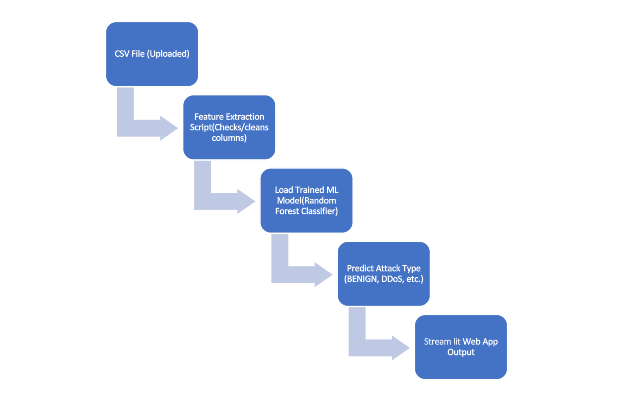 CSV File (Uploaded)
Feature Extraction
Script(Checks/cleans
columns)
Load Trained ML
Model(Random
Forest Classifier)
Predict Attack Type
(BENIGN, DDoS, etc.)
Stream lit Web App
Output